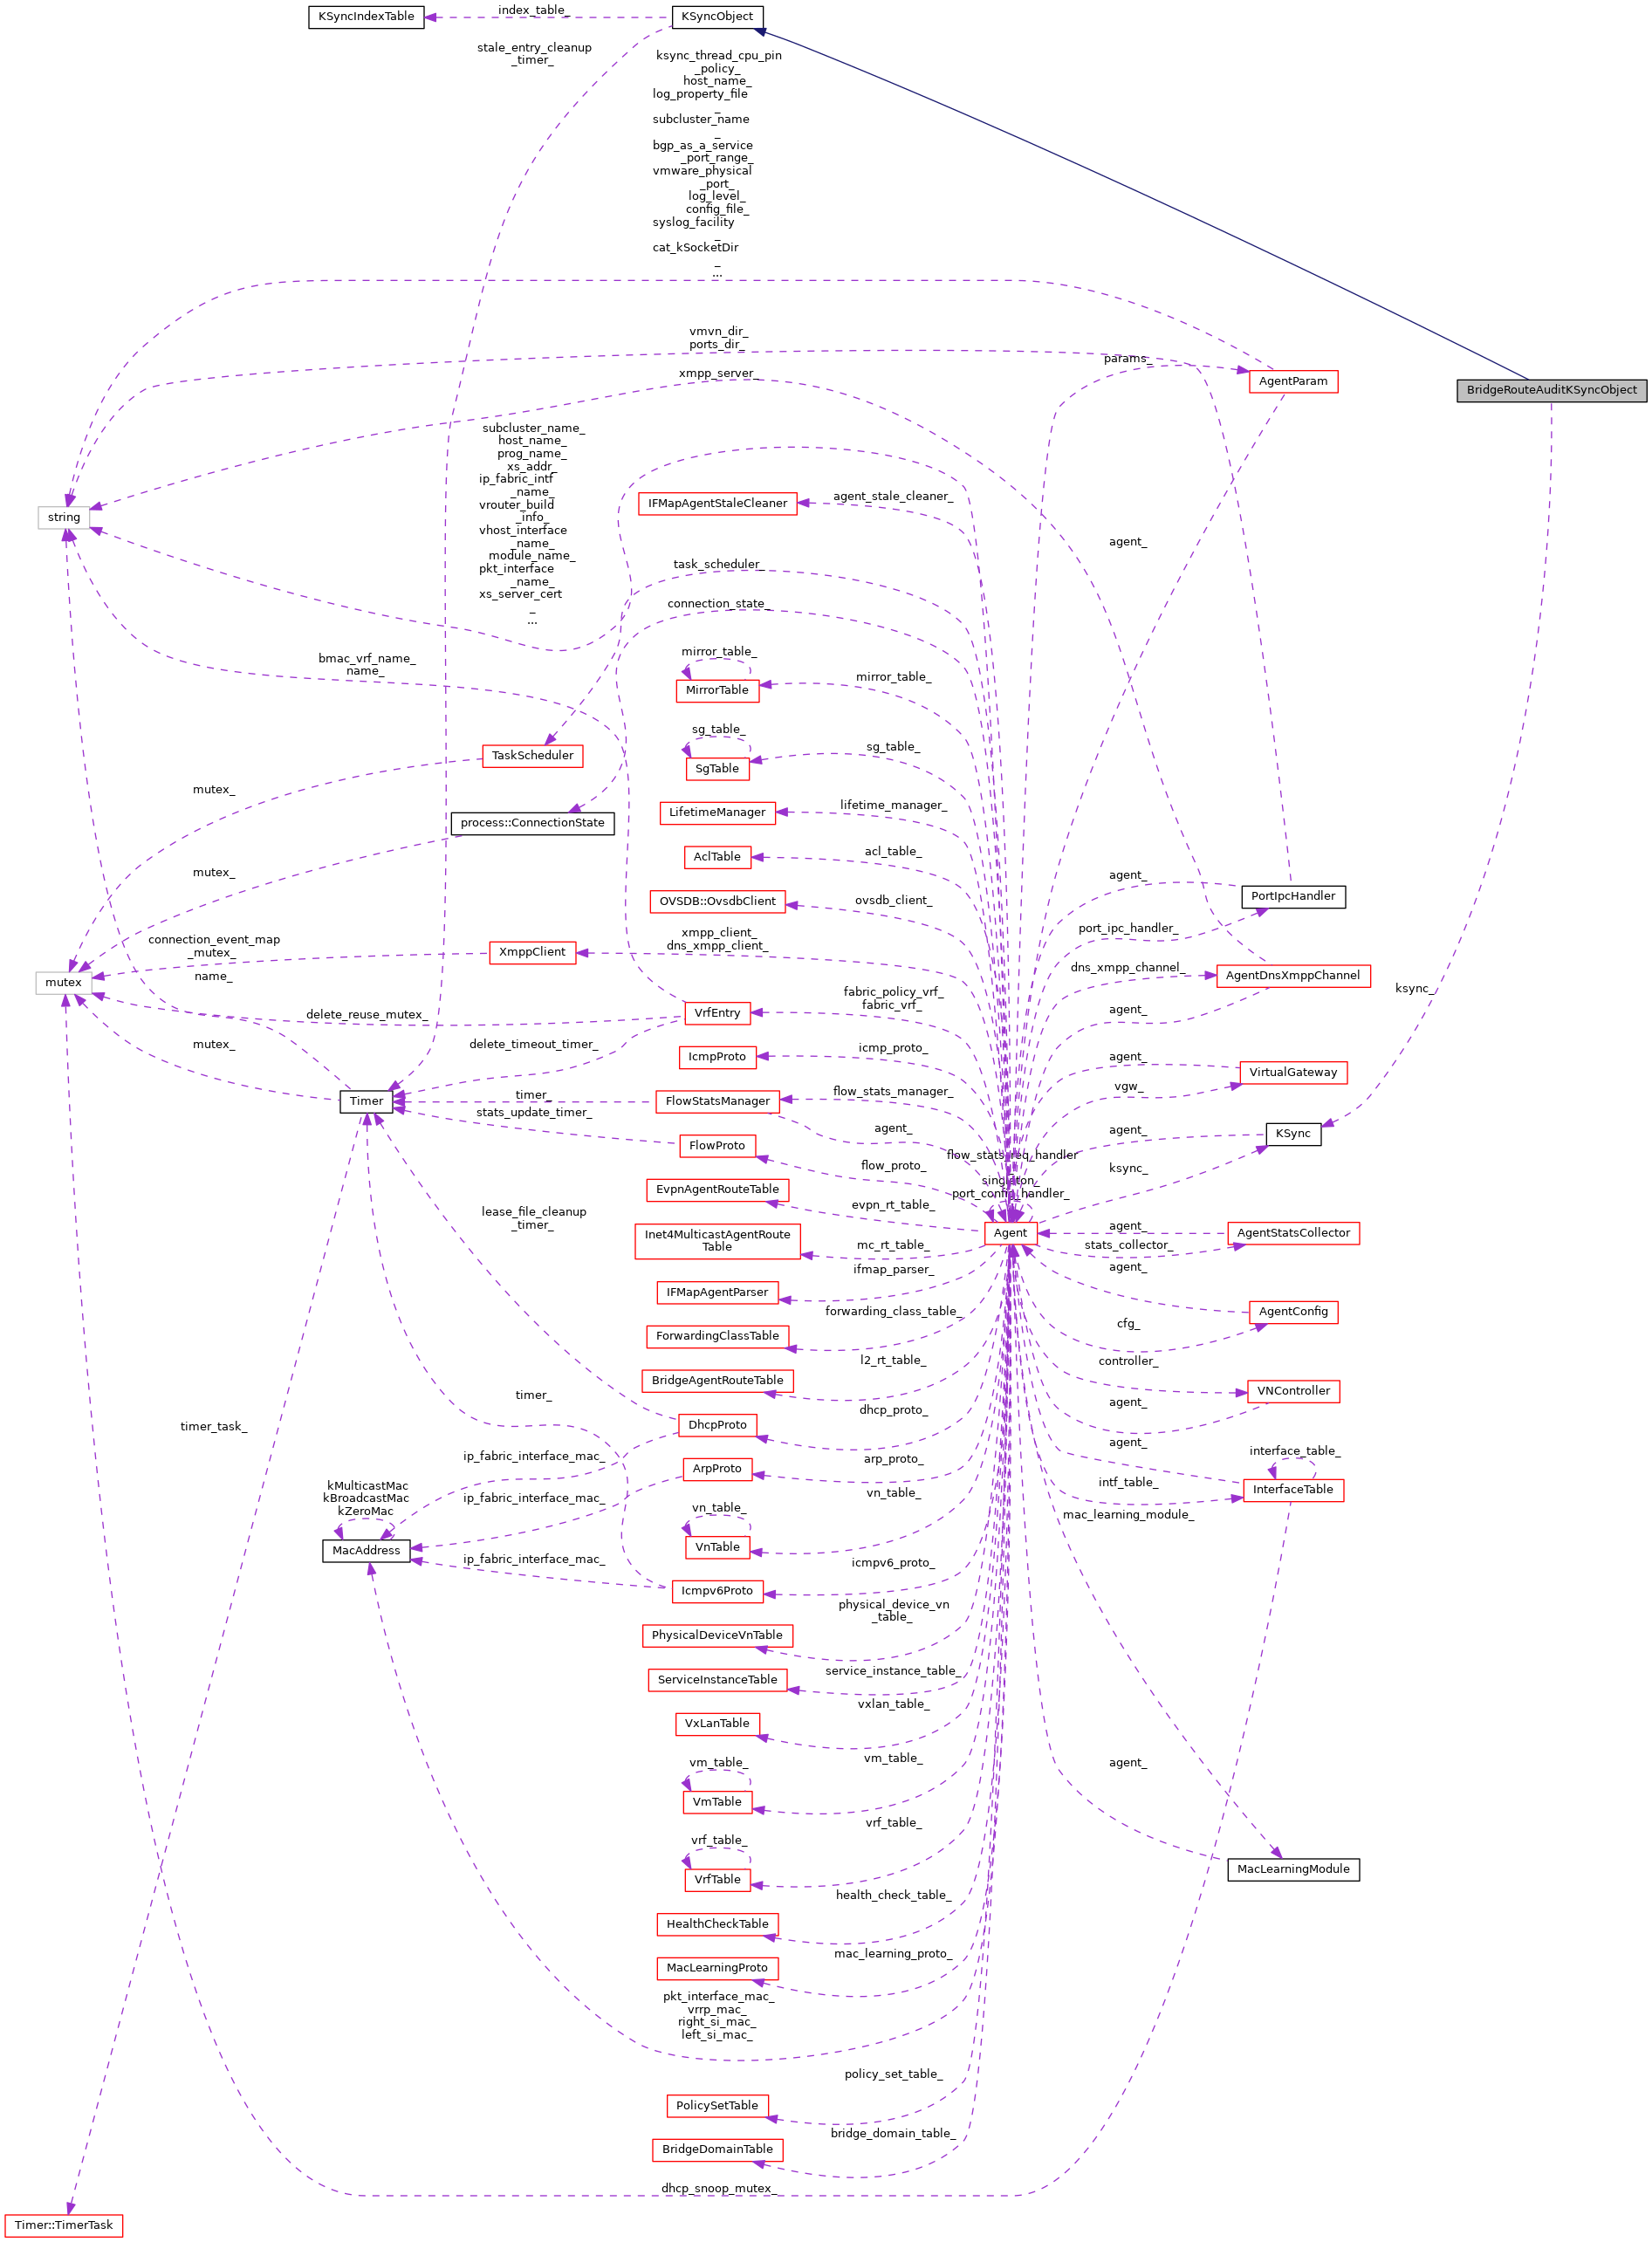 KSyncIndexTable
index_table_
KSyncObject
stale_entry_cleanup
_timer_
ksync_thread_cpu_pin
_policy_
host_name_
log_property_file
_
subcluster_name
_
bgp_as_a_service
_port_range_
vmware_physical
_port_
log_level_
config_file_
syslog_facility
_
cat_kSocketDir
_
...
vmvn_dir_
ports_dir_
params_
xmpp_server_
AgentParam
BridgeRouteAuditKSyncObject
subcluster_name_
host_name_
prog_name_
xs_addr_
ip_fabric_intf
_name_
vrouter_build
_info_
vhost_interface
_name_
module_name_
pkt_interface
_name_
xs_server_cert
_
...
string
IFMapAgentStaleCleaner
agent_stale_cleaner_
agent_
task_scheduler_
connection_state_
bmac_vrf_name_
name_
mirror_table_
MirrorTable
mirror_table_
sg_table_
SgTable
sg_table_
TaskScheduler
mutex_
process::ConnectionState
mutex_
LifetimeManager
lifetime_manager_
AclTable
acl_table_
OVSDB::OvsdbClient
ovsdb_client_
agent_
PortIpcHandler
port_ipc_handler_
connection_event_map
_mutex_
XmppClient
xmpp_client_
dns_xmpp_client_
dns_xmpp_channel_
AgentDnsXmppChannel
mutex
name_
ksync_
delete_reuse_mutex_
VrfEntry
fabric_policy_vrf_
fabric_vrf_
agent_
mutex_
delete_timeout_timer_
IcmpProto
icmp_proto_
agent_
VirtualGateway
vgw_
Timer
timer_
stats_update_timer_
FlowStatsManager
flow_stats_manager_
agent_
FlowProto
flow_proto_
agent_
KSync
ksync_
flow_stats_req_handler
_
singleton_
port_config_handler_
EvpnAgentRouteTable
evpn_rt_table_
lease_file_cleanup
_timer_
Agent
agent_
AgentStatsCollector
stats_collector_
Inet4MulticastAgentRoute
Table
mc_rt_table_
IFMapAgentParser
ifmap_parser_
agent_
AgentConfig
cfg_
ForwardingClassTable
forwarding_class_table_
BridgeAgentRouteTable
l2_rt_table_
controller_
VNController
agent_
timer_
timer_task_
DhcpProto
dhcp_proto_
ip_fabric_interface_mac_
ArpProto
arp_proto_
agent_
interface_table_
InterfaceTable
intf_table_
kMulticastMac
kBroadcastMac
kZeroMac
ip_fabric_interface_mac_
vn_table_
vn_table_
mac_learning_module_
MacAddress
VnTable
ip_fabric_interface_mac_
icmpv6_proto_
Icmpv6Proto
physical_device_vn
_table_
PhysicalDeviceVnTable
ServiceInstanceTable
service_instance_table_
VxLanTable
vxlan_table_
vm_table_
VmTable
vm_table_
agent_
vrf_table_
VrfTable
vrf_table_
MacLearningModule
HealthCheckTable
health_check_table_
MacLearningProto
mac_learning_proto_
pkt_interface_mac_
vrrp_mac_
right_si_mac_
left_si_mac_
policy_set_table_
PolicySetTable
bridge_domain_table_
BridgeDomainTable
dhcp_snoop_mutex_
Timer::TimerTask